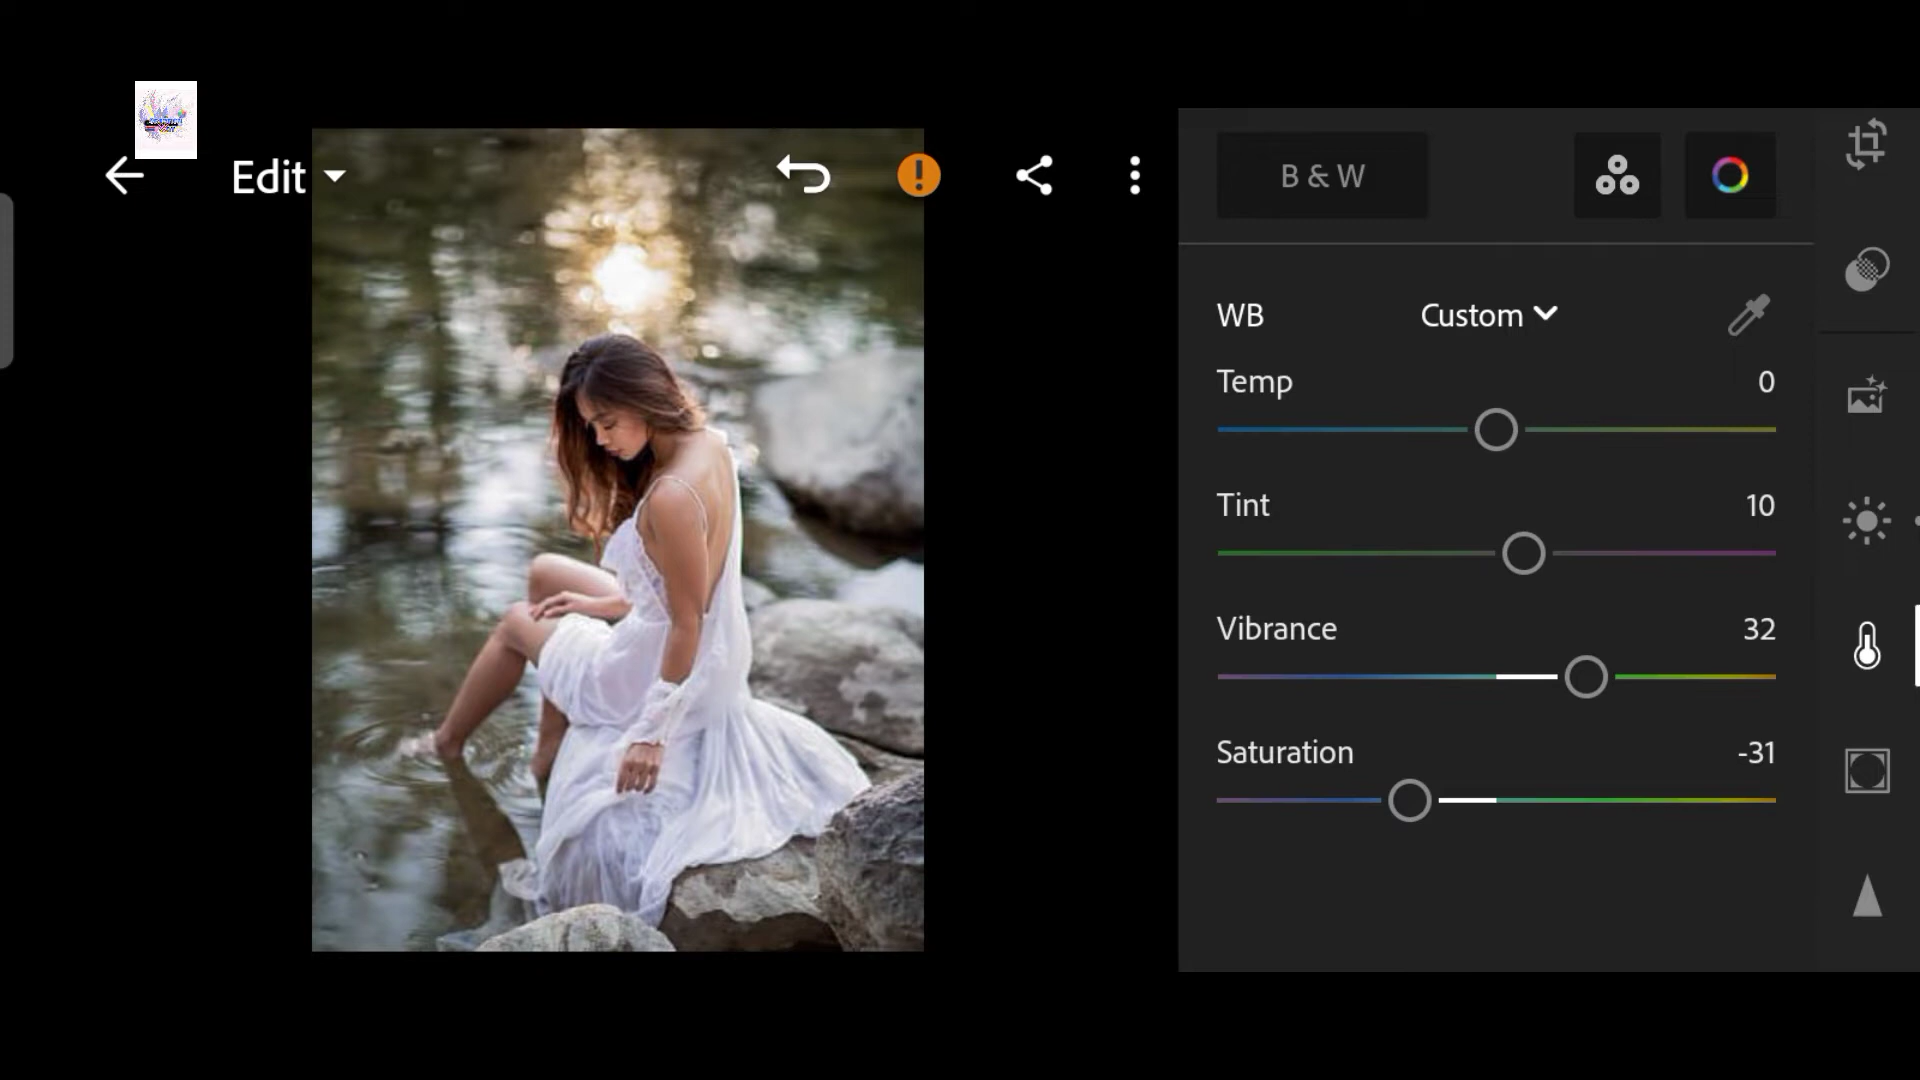 Edit
B & W
WB Custom
Temp 0
Tint 10
Vibrance 32
Saturation -31